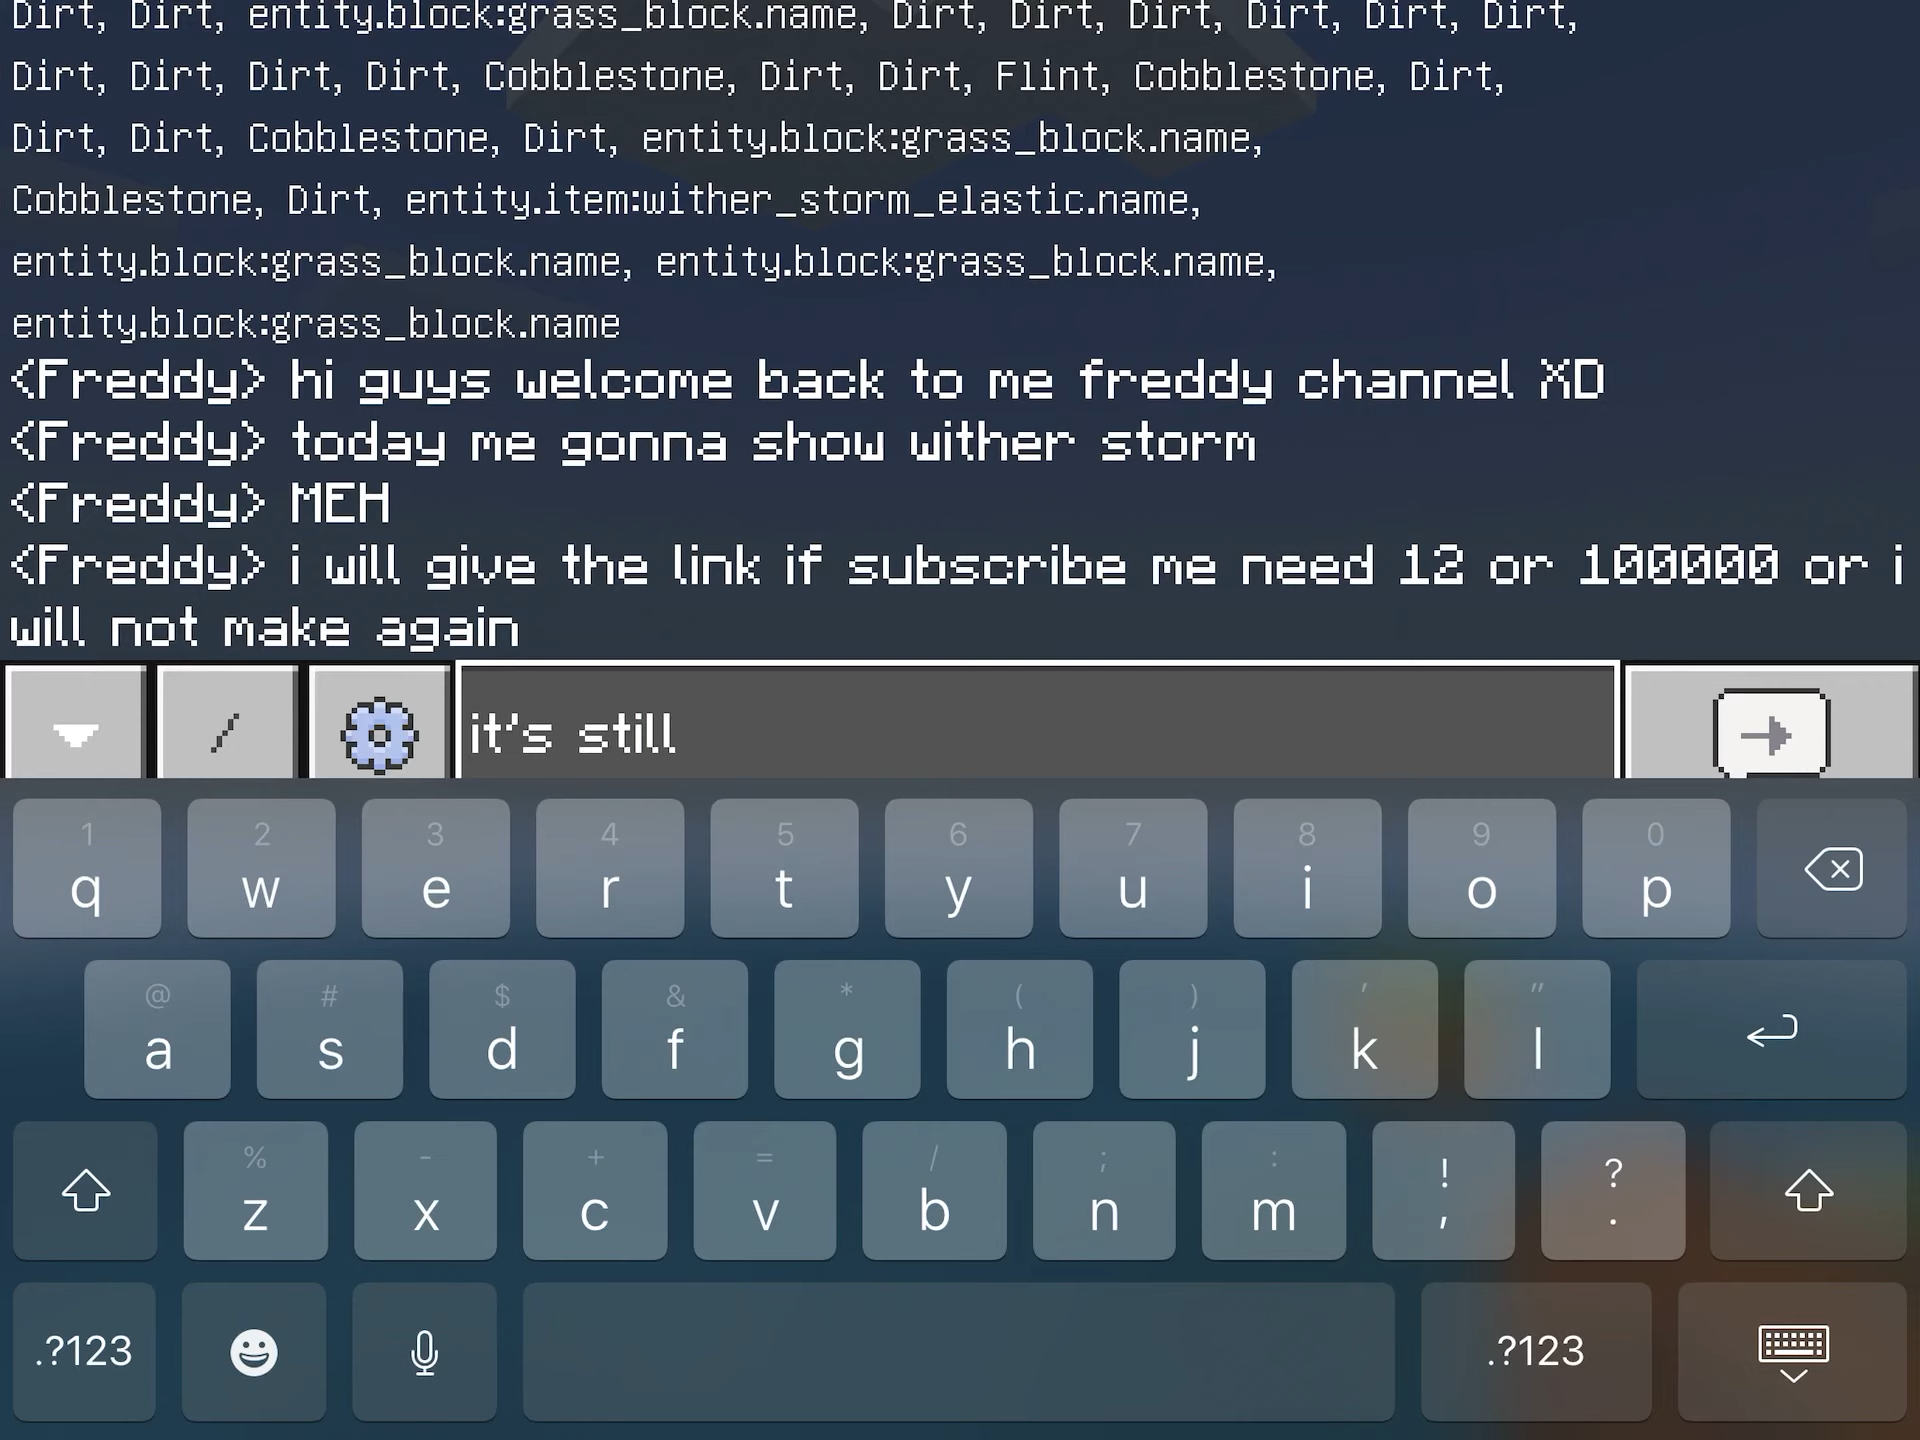 Dirt, Dirt, entity.block:grass_block.name, Dirt, Dirt, Dirt, Dirt, Dirt, Dirt,
Dirt, Dirt, Dirt, Dirt, Cobblestone, Dirt, Dirt, Flint, Cobblestone, Dirt,
Dirt, Dirt, Cobblestone, Dirt, entity.block:grass_block.name,
Cobblestone, Dirt, entity.item:wither_storm_elastic.name,
entity.block:grass_block.name, entity.block:grass_block.name,
entity.block:grass_block.name
<Freddy> hi guys welcome back to me freddy channel XD
<Freddy> today me gonna show wither storm
<Freddy> MEH
<Freddy> i will give the link if subscribe me need 12 or 100000 or i
will not make again
/
it's still
1 2 3 4 5 6 7 8 9 0
q w e r t y u i o p
@ # $ & * ( ) ' "
a s d f g h j k l
% - + = / ; : ! ?
z x c v b n m , .
.?123 .?123